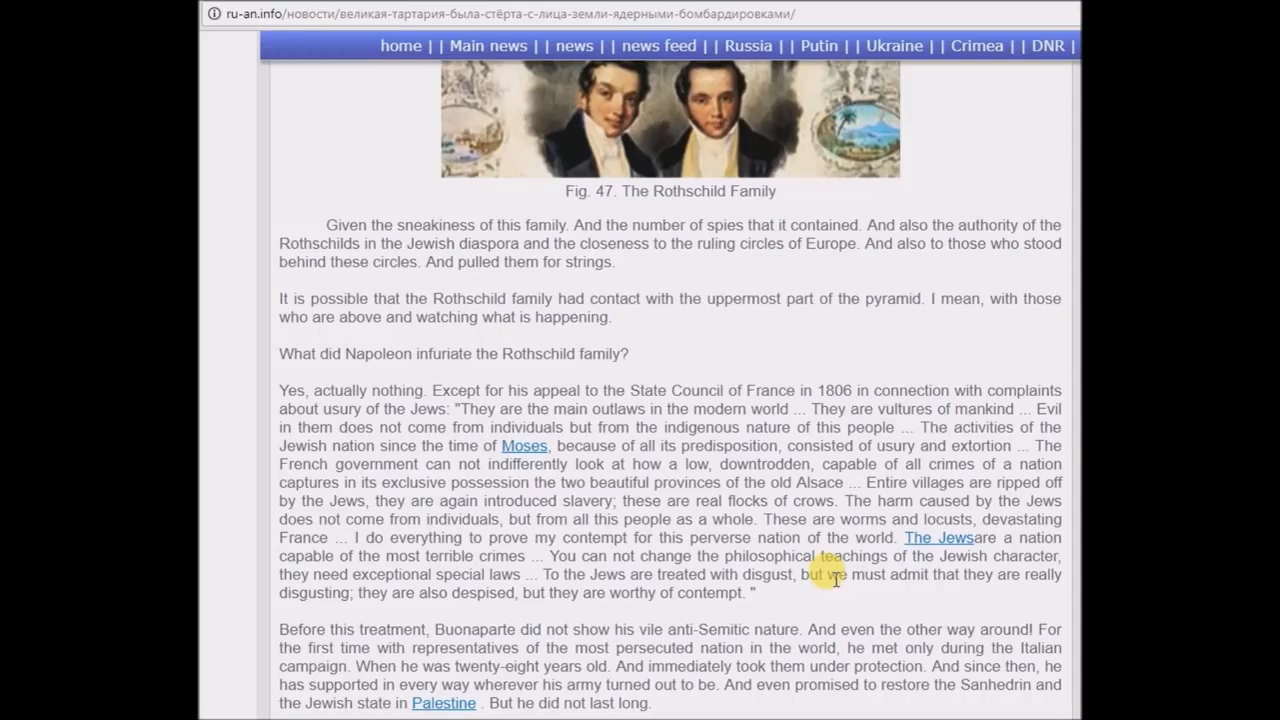 ru-an.info/новости/великая-тартария-была-стёрта-с-лица-земли-ядерными-бомбардировками/
home | | Main news | | news | | news feed | | Russia | | Putin | | Ukraine | | Crimea | | DNR |
Fig. 47. The Rothschild Family
Given the sneakiness of this family. And the number of spies that it contained. And also the authority of the
Rothschilds in the Jewish diaspora and the closeness to the ruling circles of Europe. And also to those who stood
behind these circles. And pulled them for strings.
It is possible that the Rothschild family had contact with the uppermost part of the pyramid. I mean, with those
who are above and watching what is happening.
What did Napoleon infuriate the Rothschild family?
Yes, actually nothing. Except for his appeal to the State Council of France in 1806 in connection with complaints
about usury of the Jews: "They are the main outlaws in the modern world ... They are vultures of mankind ... Evil
in them does not come from individuals but from the indigenous nature of this people ... The activities of the
Jewish nation since the time of Moses, because of all its predisposition, consisted of usury and extortion ... The
French government can not indifferently look at how a low, downtrodden, capable of all crimes of a nation
captures in its exclusive possession the two beautiful provinces of the old Alsace ... Entire villages are ripped off
by the Jews, they are again introduced slavery; these are real flocks of crows. The harm caused by the Jews
does not come from individuals, but from all this people as a whole. These are worms and locusts, devastating
France ... I do everything to prove my contempt for this perverse nation of the world. The Jewsare a nation
capable of the most terrible crimes ... You can not change the philosophical teachings of the Jewish character,
they need exceptional special laws ... To the Jews are treated with disgust, but we must admit that they are really
disgusting; they are also despised, but they are worthy of contempt. "
Before this treatment, Buonaparte did not show his vile anti-Semitic nature. And even the other way around! For
the first time with representatives of the most persecuted nation in the world, he met only during the Italian
campaign. When he was twenty-eight years old. And immediately took them under protection. And since then, he
has supported in every way wherever his army turned out to be. And even promised to restore the Sanhedrin and
the Jewish state in Palestine . But he did not last long.